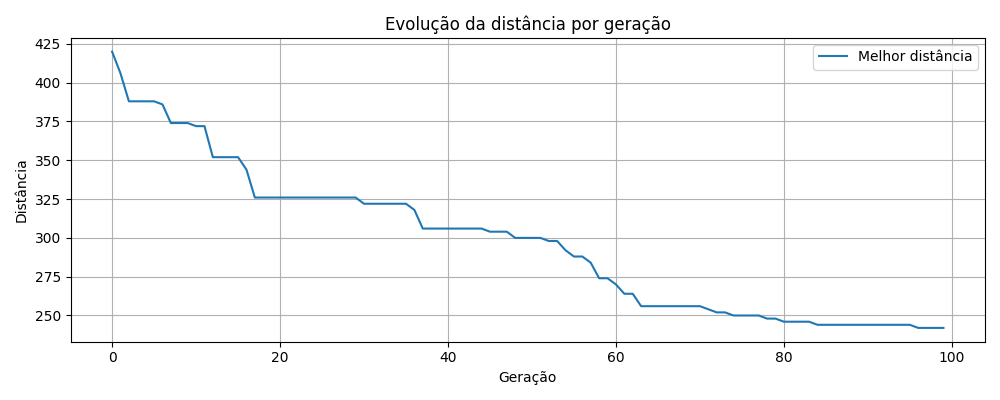 Evolução da distância por geração
Melhor distância
425
400
375
350
325
300
275
250
Distância
0 20 40 60 80 100
Geração